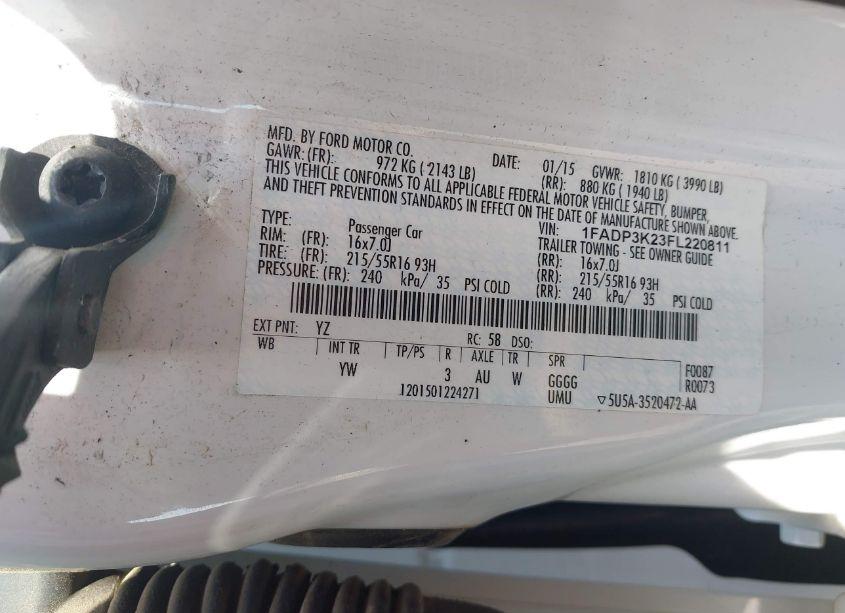 MFD. BY FORD MOTOR CO.
DATE: 01/15 GVWR: 1810 KG ( 3990 LB)
GAWR: (FR): 972 KG ( 2143 LB) (RR): 880 KG ( 1940 LB)
THIS VEHICLE CONFORMS TO ALL APPLICABLE FEDERAL MOTOR VEHICLE SAFETY, BUMPER,
AND THEFT PREVENTION STANDARDS IN EFFECT ON THE DATE OF MANUFACTURE SHOWN ABOVE.
VIN: 1FADP3K23FL220811
TYPE: Passenger Car TRAILER TOWING - SEE OWNER GUIDE
RIM: (FR): 16x7.0J (RR): 16x7.0J
TIRE: (FR): 215/55R16 93H (RR): 215/55R16 93H
PRESSURE: (FR): 240 kPa/ 35 PSI COLD (RR): 240 kPa/ 35 PSI COLD
EXT PNT: YZ RC: 58 DSO:
WB INT TR TP/PS R AXLE TR SPR F0087
YW 3 AU W GGGG R0073
1201501224271 UMU ▽5U5A-3520472-AA